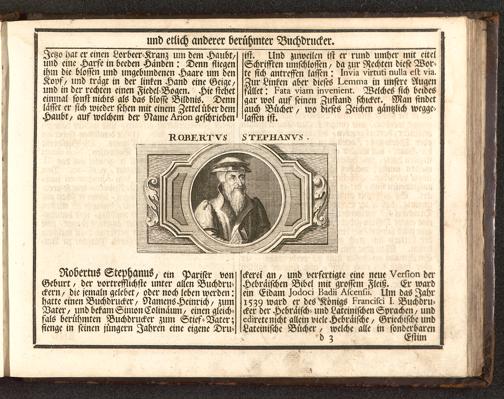 und etlich anderer berühmter Buchdrucker.
Jetzo hat er einen Lorbeer-Krantz um dem Haubt,
und eine Harfe in beeden Händen: Denn fliegen
ihm die blossen und ungebundenen Haare um den
Kopf, und trägt in der lincken Hand eine Geige,
und in der rechten einen Fiedel-Bogen. Hie stehet
einmal sonst nichts als das blosse Bildnis. Denn
lässet er sich wieder sehen mit einem Zettel über dem
Haubt, auf welchem der Name Arion geschrieben
ist. Und zuweilen ist er rund umher mit eitel
Schrifften umschlossen, da zur Rechten diese Wor-
te sich antreffen lassen: Invia virtuti nulla est via.
Zur Lincken aber dieses Lemma in unsere Augen
fället: Fata viam invenient. Welches sich beides
gar wol auf seinen Zustand schicket. Man findet
auch Bücher, wo dieses Zeichen gäntzlich wegge-
lassen ist.
ROBERTVS STEPHANVS.
Robertus Stephanus, ein Pariser von
Geburt, der vortrefflichste unter allen Buchdru-
ckern, die jemals gelebet, oder noch leben werden;
hatte einen Buchdrucker, Namens Heinrich, zum
Vater, und bekam Simon Colinäum, einen gleich-
fals berühmten Buchdrucker zum Stief-Vater;
fienge in seinen jüngern Jahren eine eigene Dru-
ckerei an, und verfertigte eine neue Version der
Hebräischen Bibel mit grossem Fleiß. Er ward
ein Eidam Jodoci Badii Ascensii. Um das Jahr
1539 ward er des Königs Francisci I. Buchdru-
cker der Hebräisch- und Lateinischen Sprachen, und
edirete nicht allein viele Hebräische, Griechische und
Lateinische Bücher, welche alle in sonderbaren
d 3
Estim